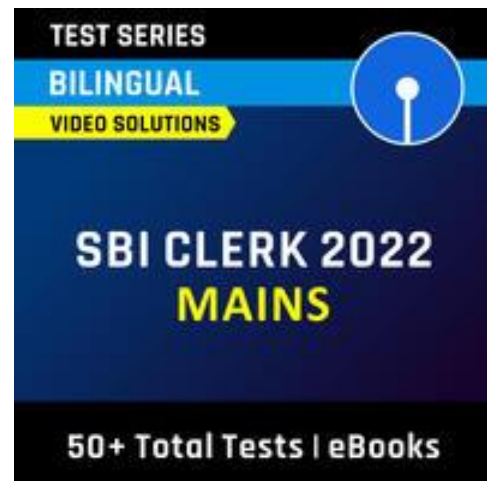 TEST SERIES
BILINGUAL
VIDEO SOLUTIONS
SBI CLERK 2022
MAINS
50+ Total Tests | eBooks